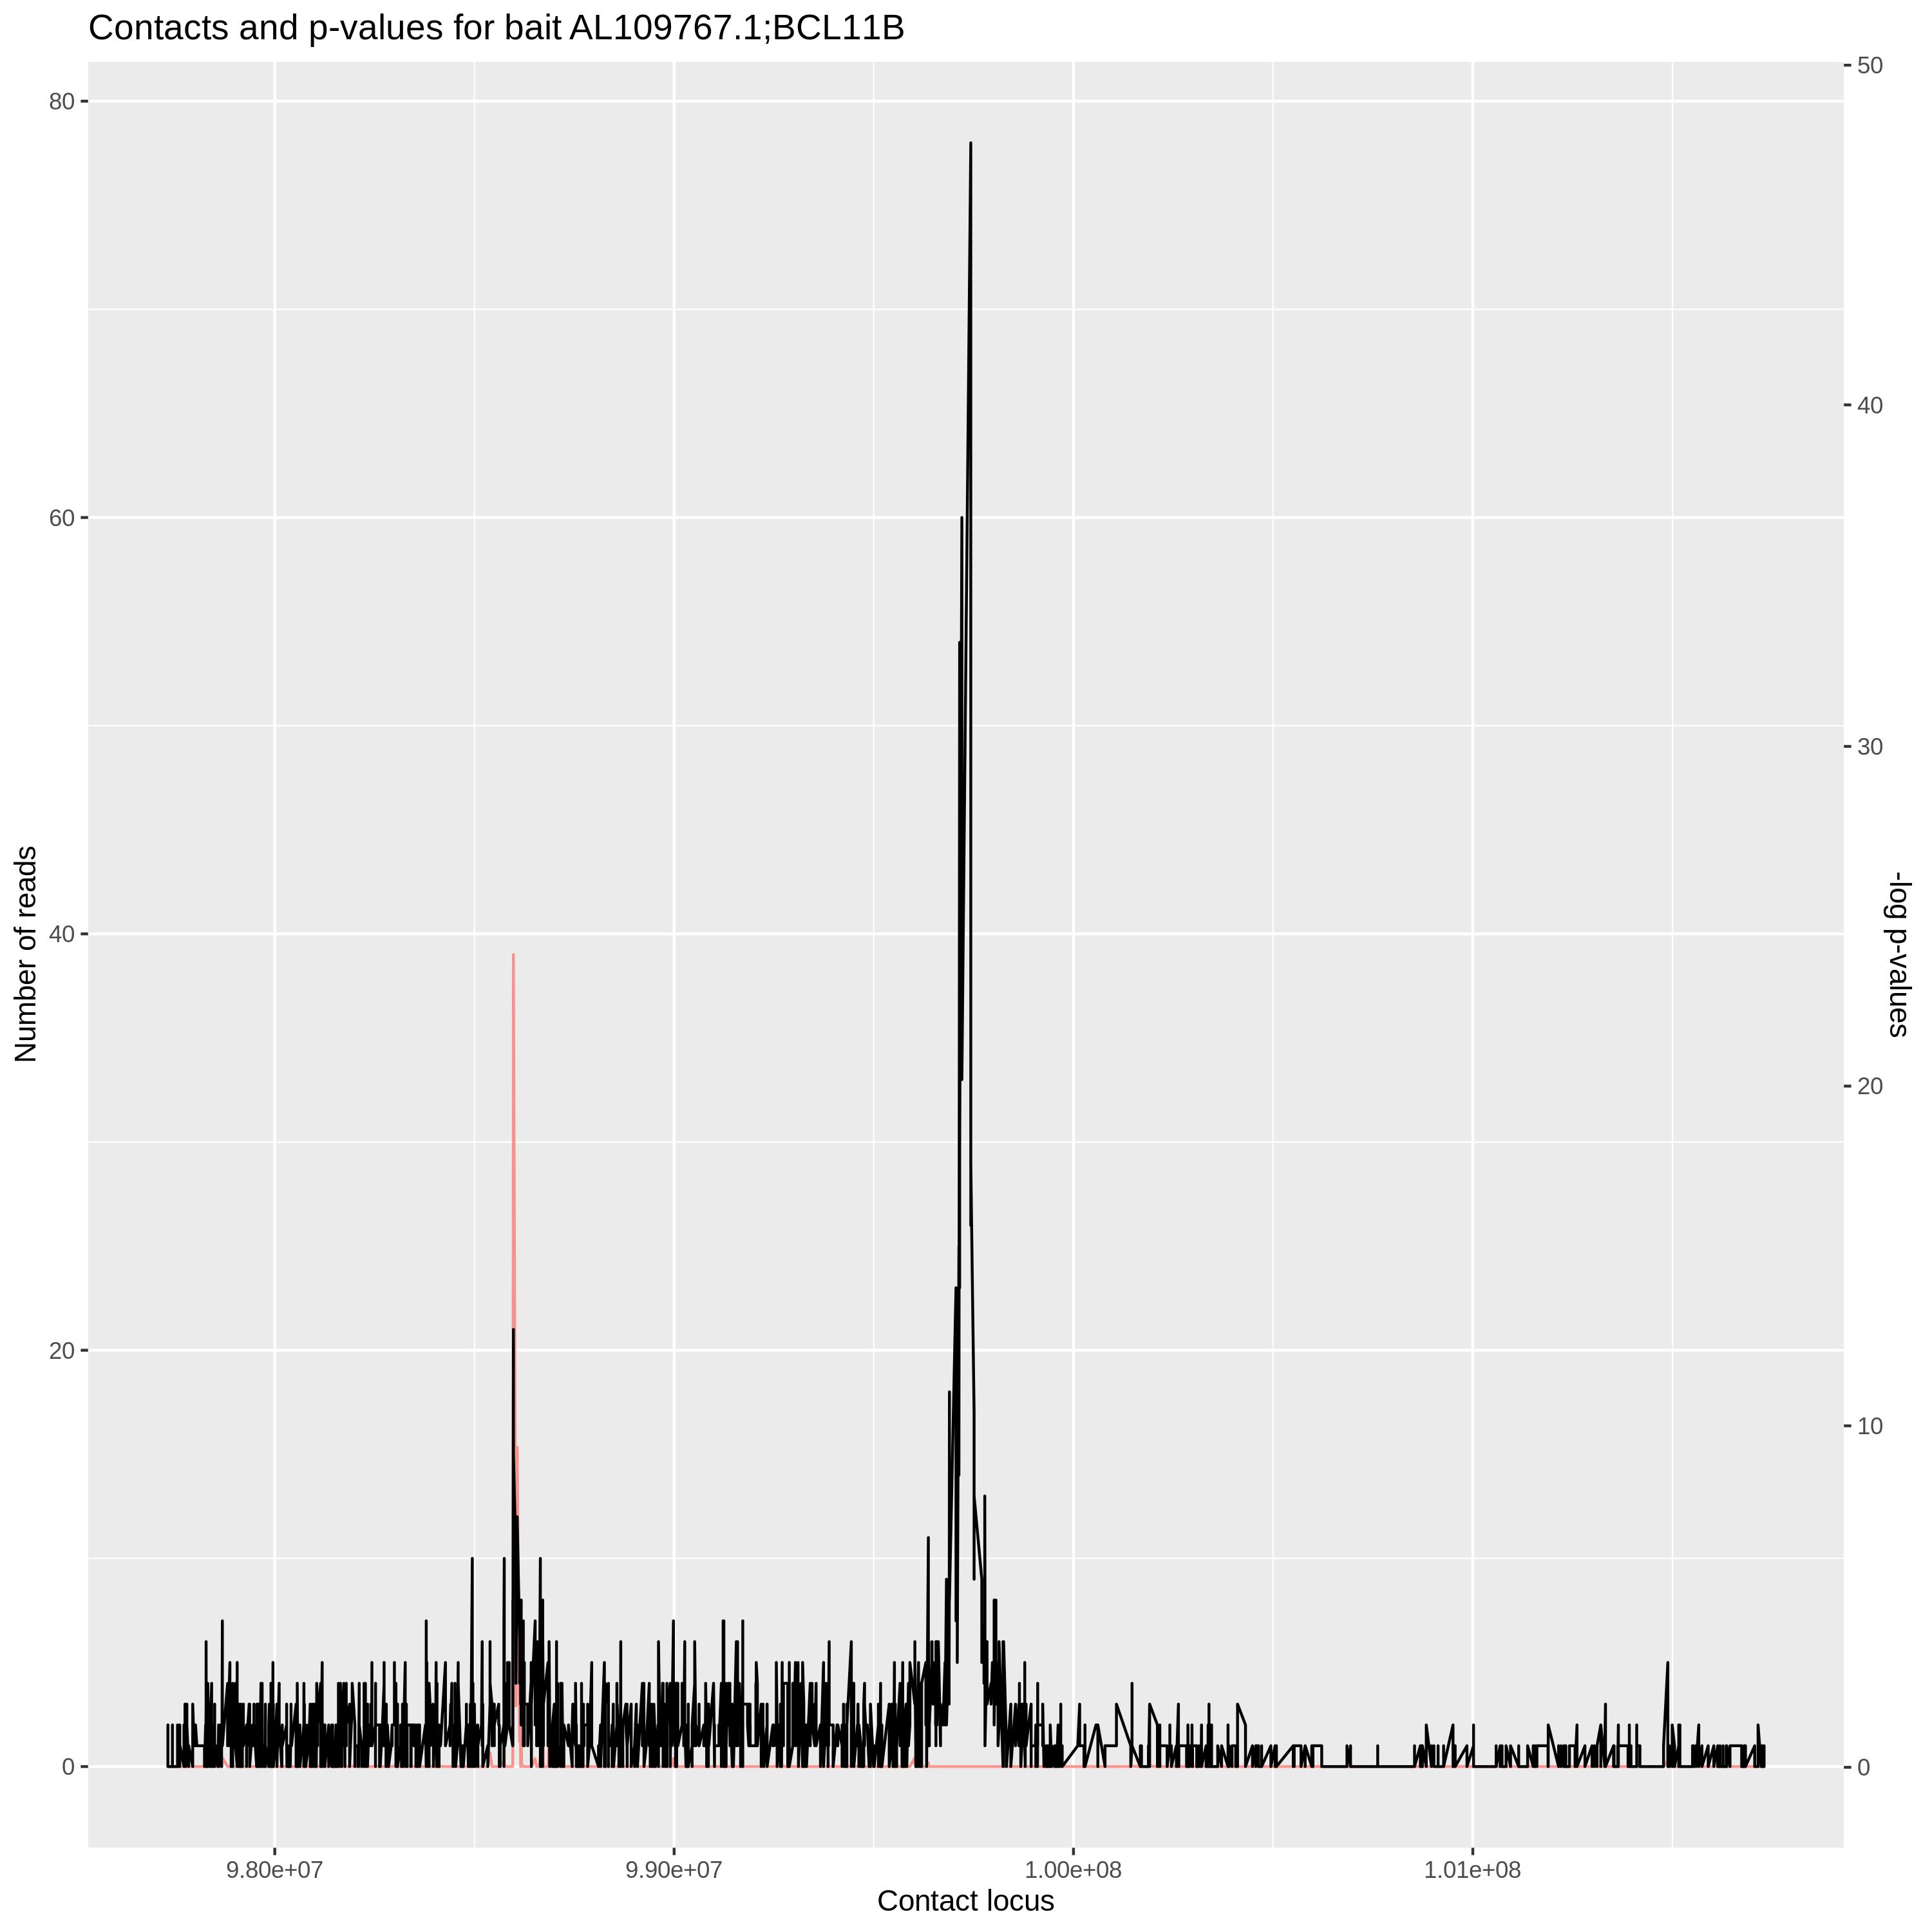 Contacts and p-values for bait AL109767.1;BCL11B
80
60
40
20
0
Number of reads
50
40
30
20
10
0
-log p-values
9.80e+07
9.90e+07
1.00e+08
1.01e+08
Contact locus